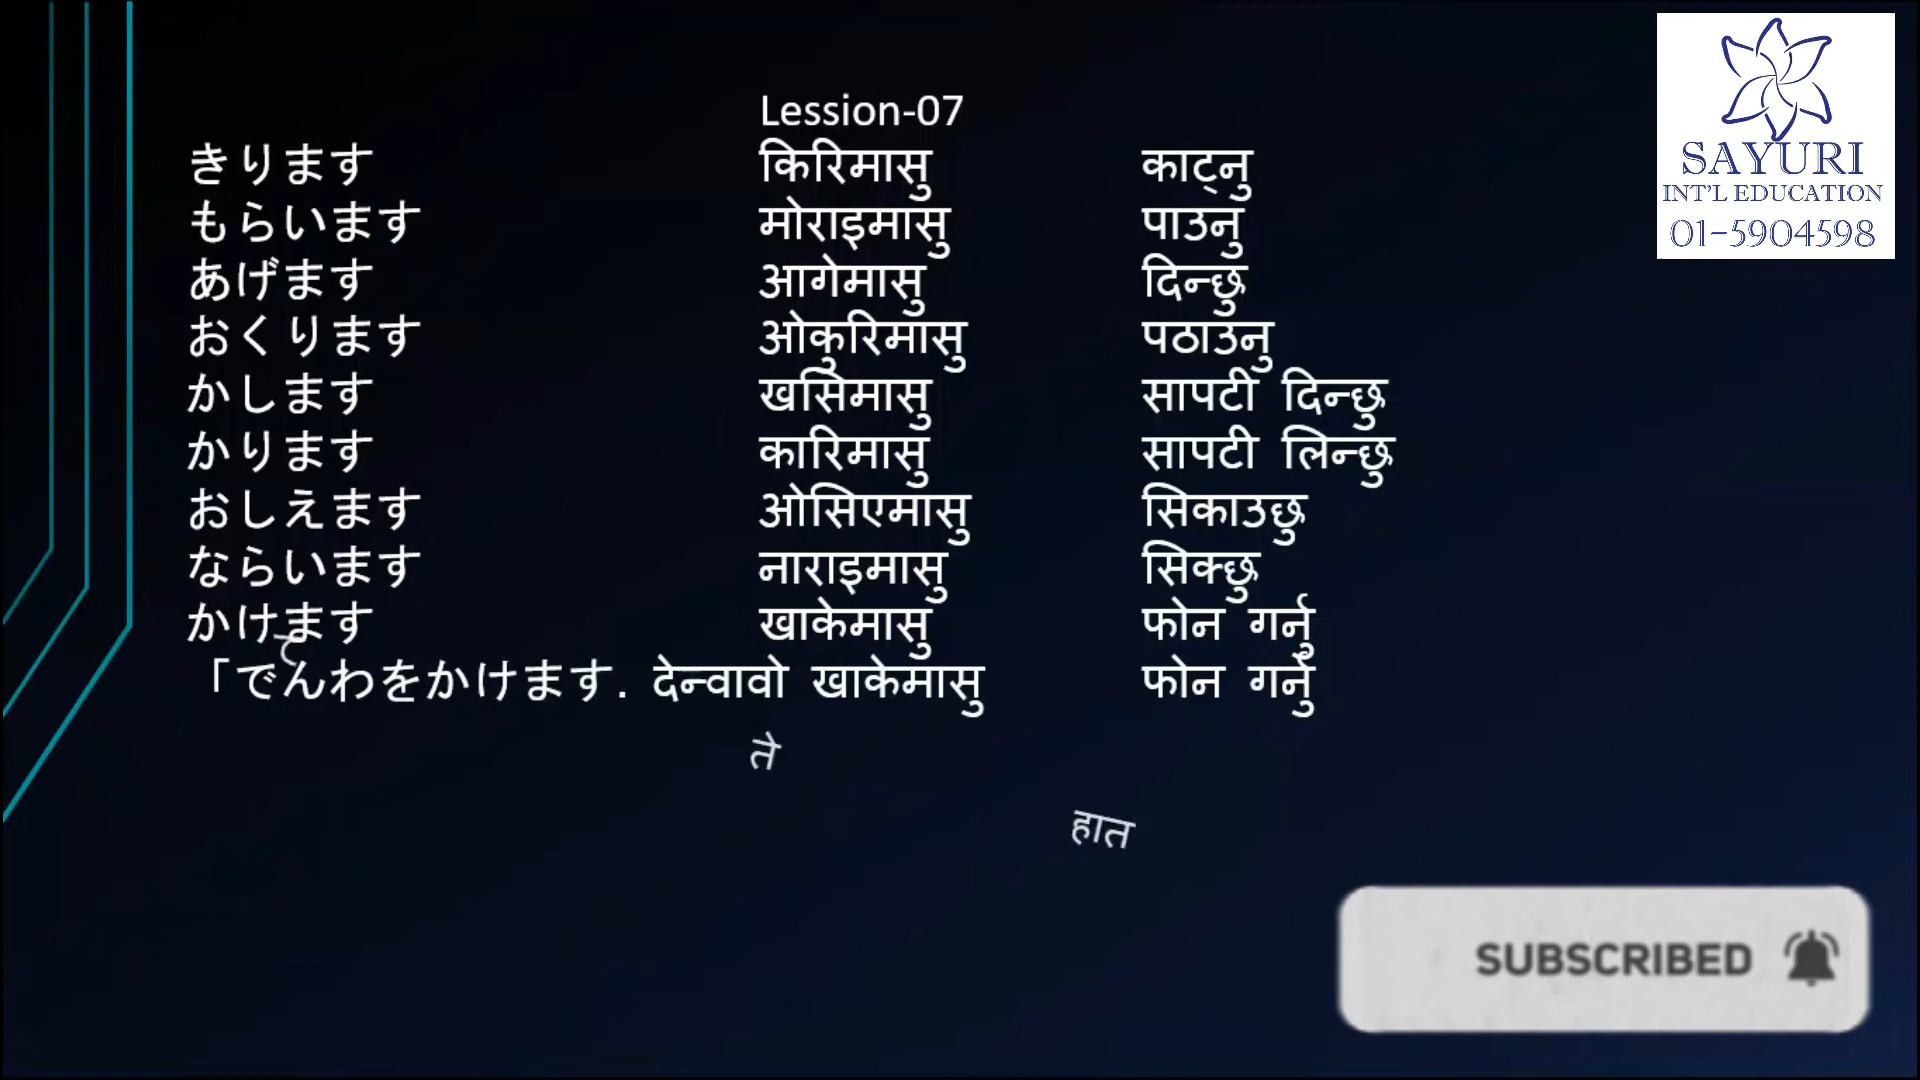 Lession-07
きります किरिमासु काट्नु
もらいます मोराइमासु पाउनु
あげます आगेमासु दिन्छु
おくります ओकुरिमासु पठाउनु
かします खसिमासु सापटी दिन्छु
かります कारिमासु सापटी लिन्छु
おしえます ओसिएमासु सिकाउछु
ならいます नाराइमासु सिक्छु
かけます खाकेमासु फोन गर्नु
「でんわをかけます. देन्वावो खाकेमासु फोन गर्नु
て
ते
हात
SAYURI
INT'L EDUCATION
01-5904598
SUBSCRIBED